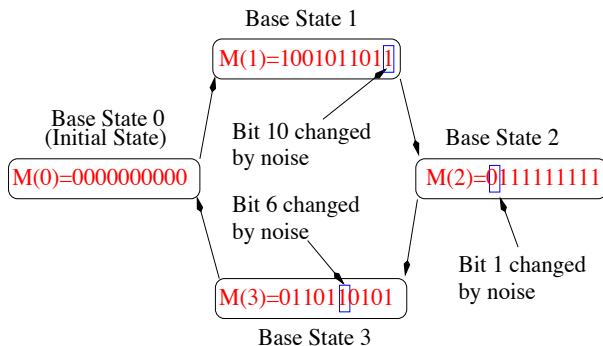 Base State 1
M(1)=1001011011
Base State 0
(Initial State)
M(0)=0000000000
Bit 10 changed
by noise
Base State 2
M(2)=0111111111
Bit 6 changed
by noise
Bit 1 changed
by noise
M(3)=0110110101
Base State 3